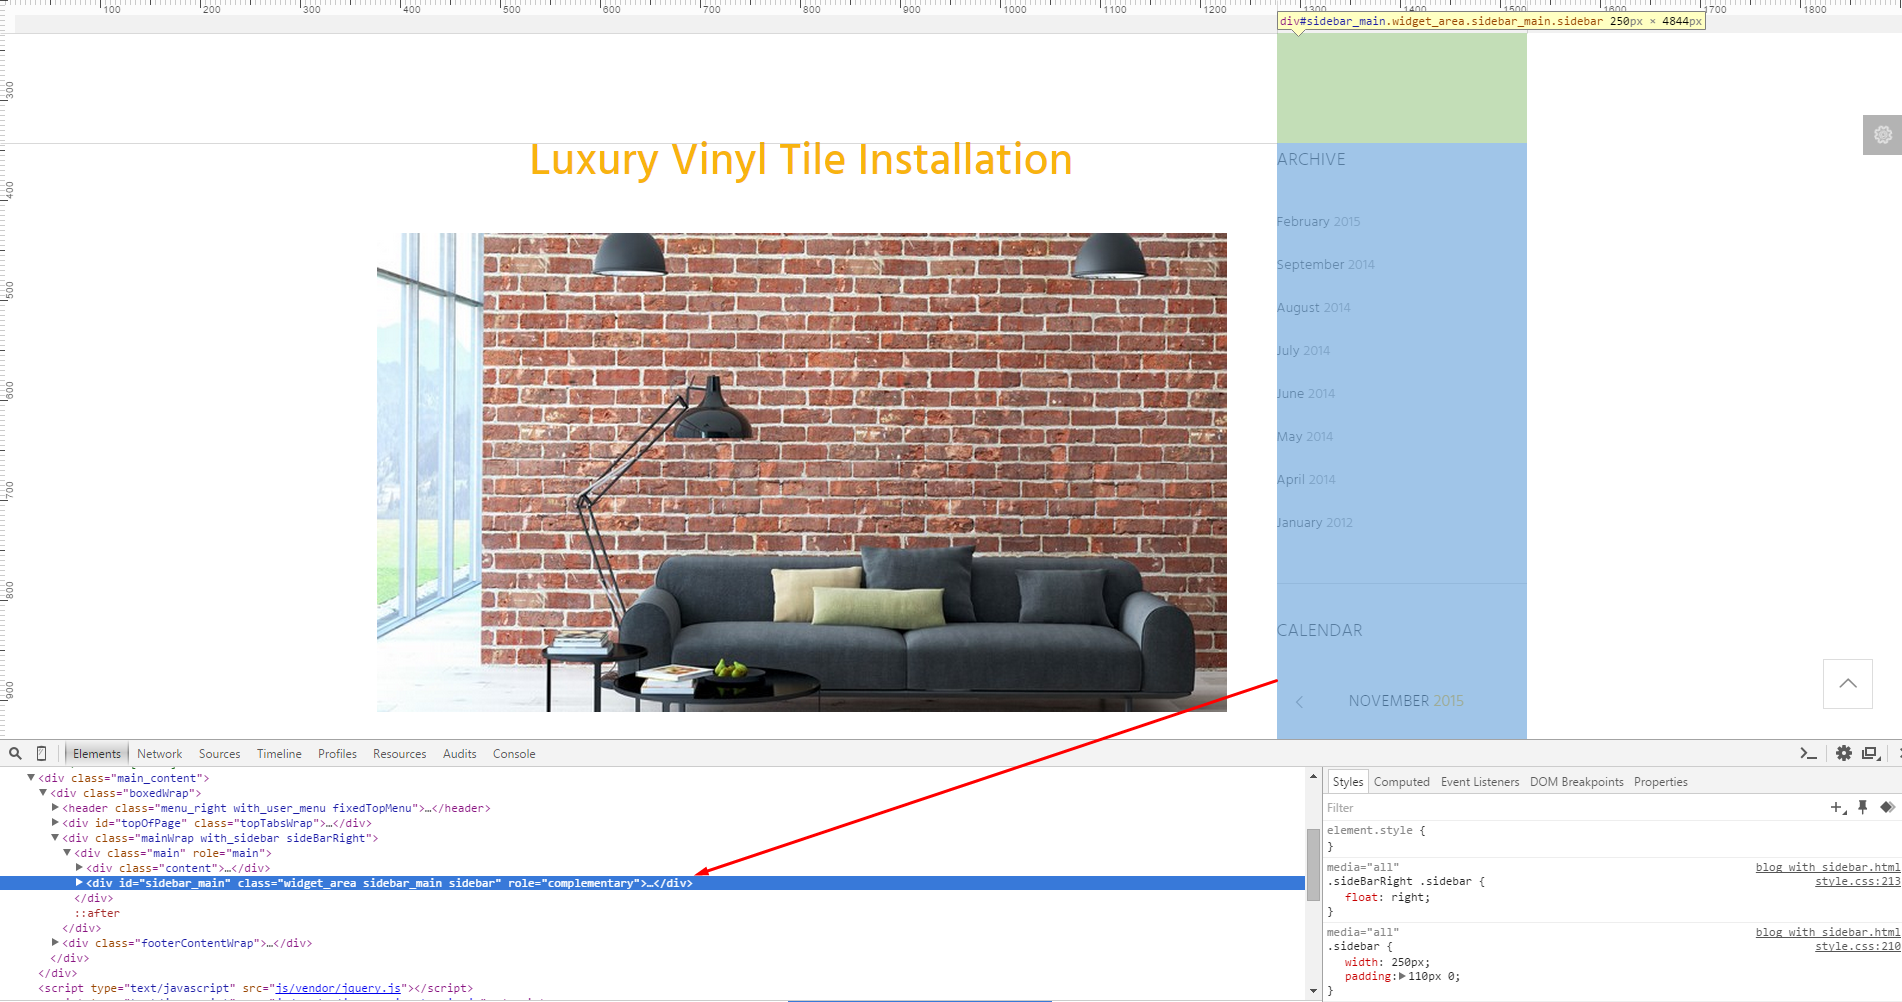 100 200 300 400 500 600 700 800 900 1000 1100 1200 1300 1400 1500 1600 1700 1800
div#sidebar_main.widget_area.sidebar_main.sidebar 250px × 4844px
300
400
500
600
700
800
900
Luxury Vinyl Tile Installation
ARCHIVE
February 2015
September 2014
August 2014
July 2014
June 2014
May 2014
April 2014
January 2012
CALENDAR
NOVEMBER 2015
Elements Network Sources Timeline Profiles Resources Audits Console
<div class="main_content">
<div class="boxedWrap">
<header class="menu_right with_user_menu fixedTopMenu">…</header>
<div id="topOfPage" class="topTabsWrap">…</div>
<div class="mainWrap with_sidebar sideBarRight">
<div class="main" role="main">
<div class="content">…</div>
<div id="sidebar_main" class="widget_area sidebar_main sidebar" role="complementary">…</div>
</div>
::after
</div>
<div class="footerContentWrap">…</div>
</div>
</div>
<script type="text/javascript" src="js/vendor/jquery.js"></script>
Styles Computed Event Listeners DOM Breakpoints Properties
Filter
element.style {
}
media="all" blog with sidebar.html
.sideBarRight .sidebar { style.css:213
float: right;
}
media="all" blog with sidebar.html
.sidebar { style.css:210
width: 250px;
padding: 110px 0;
}